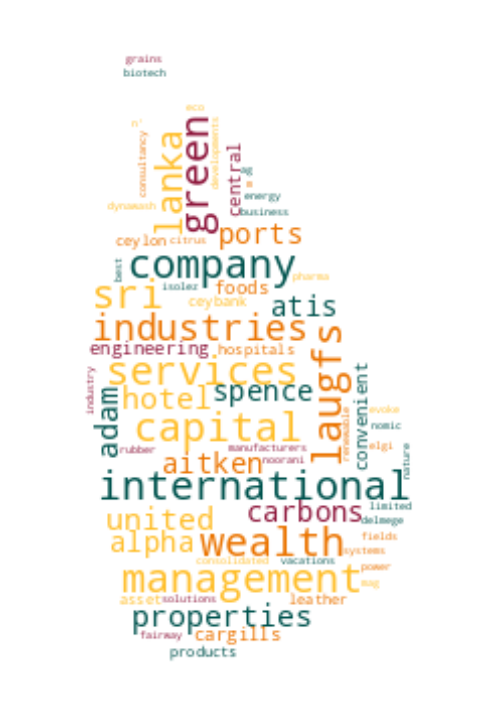 grains
biotech
eco
n'
consultancy
lanka
green
developments
central
ag
energy
business
dynawash
ceylon
citrus
ports
best
company
pharma
isolez
foods
sri
ceybank
atis
industries
engineering
hospitals
laugfs
services
industry
adam
hotel
spence
convenient
renewable
evoke
capital
nomic
rubber
manufacturers
elgi
aitken
noorani
nature
international
carbons
limited
delmege
united
alpha
wealth
fields
systems
consolidated
vacations
power
management
mag
asset
solutions
leather
properties
fairway
cargills
products